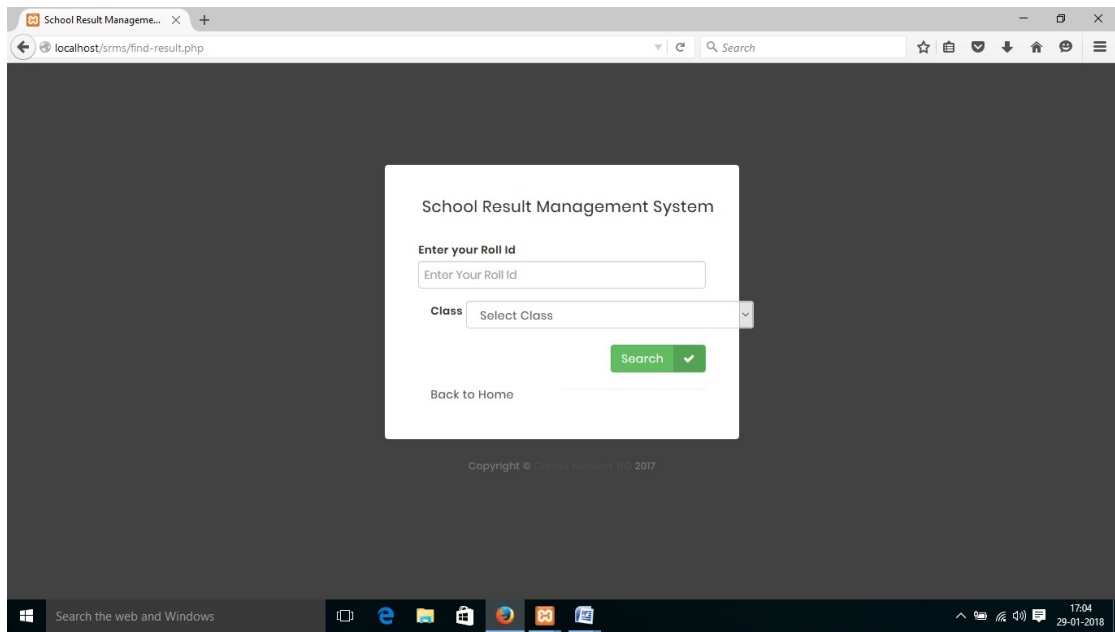 School Result Manageme...
localhost/srms/find-result.php
Search
School Result Management System
Enter your Roll Id
Enter Your Roll Id
Class
Select Class
Search
Back to Home
Copyright © 2017
Search the web and Windows
17:04
29-01-2018